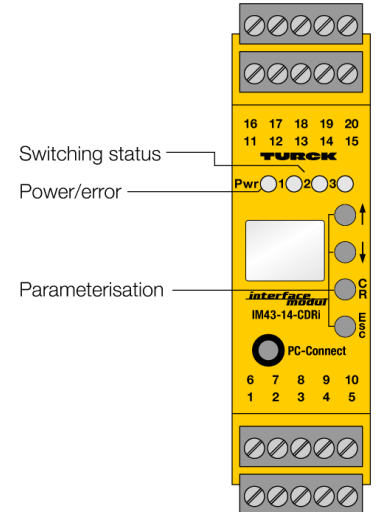 16 17 18 19 20
11 12 13 14 15
TURCK
Switching status
Pwr 1 2 3
Power/error
Parameterisation
C
R
interface
modul
E
s
c
IM43-14-CDRi
PC-Connect
6 7 8 9 10
1 2 3 4 5